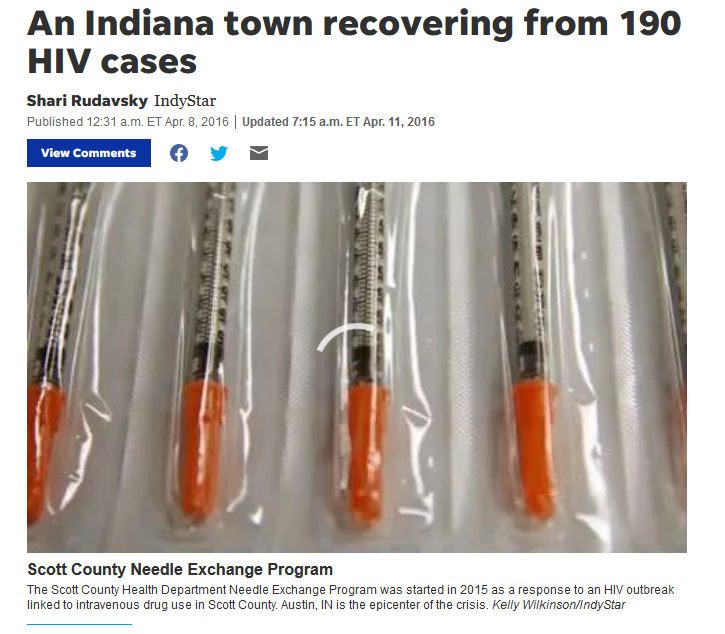 An Indiana town recovering from 190
HIV cases
Shari Rudavsky IndyStar
Published 12:31 a.m. ET Apr. 8, 2016 | Updated 7:15 a.m. ET Apr. 11, 2016
View Comments
Scott County Needle Exchange Program
The Scott County Health Department Needle Exchange Program was started in 2015 as a response to an HIV outbreak
linked to intravenous drug use in Scott County. Austin, IN is the epicenter of the crisis. Kelly Wilkinson/IndyStar